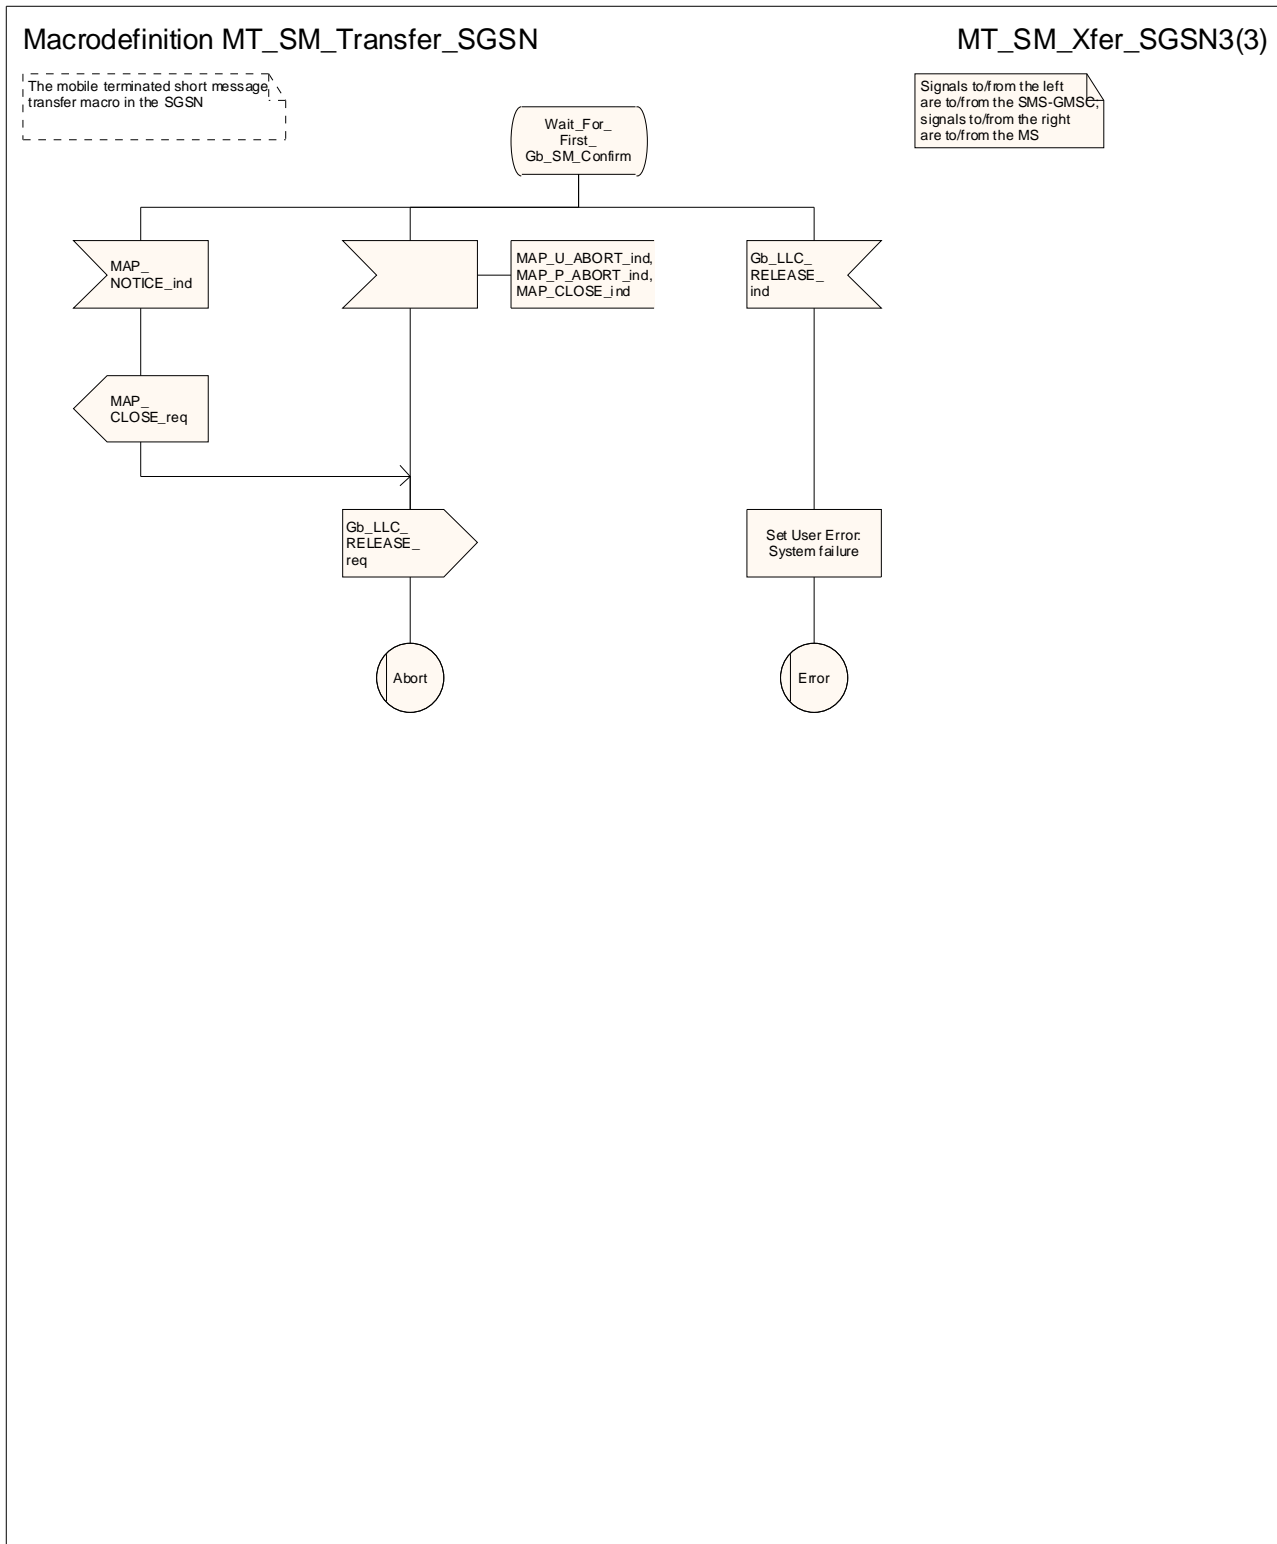 Macrodefinition MT_SM_Transfer_SGSN
MT_SM_Xfer_SGSN3(3)
The mobile terminated short message
transfer macro in the SGSN
Signals to/from the left
are to/from the SMS-GMSC;
signals to/from the right
are to/from the MS
Wait_For_
First_
Gb_SM_Confirm
MAP_
NOTICE_ind
MAP_U_ABORT_ind,
MAP_P_ABORT_ind,
MAP_CLOSE_ind
Gb_LLC_
RELEASE_
ind
MAP_
CLOSE_req
Gb_LLC_
RELEASE_
req
Set User Error:
System failure
Abort
Error